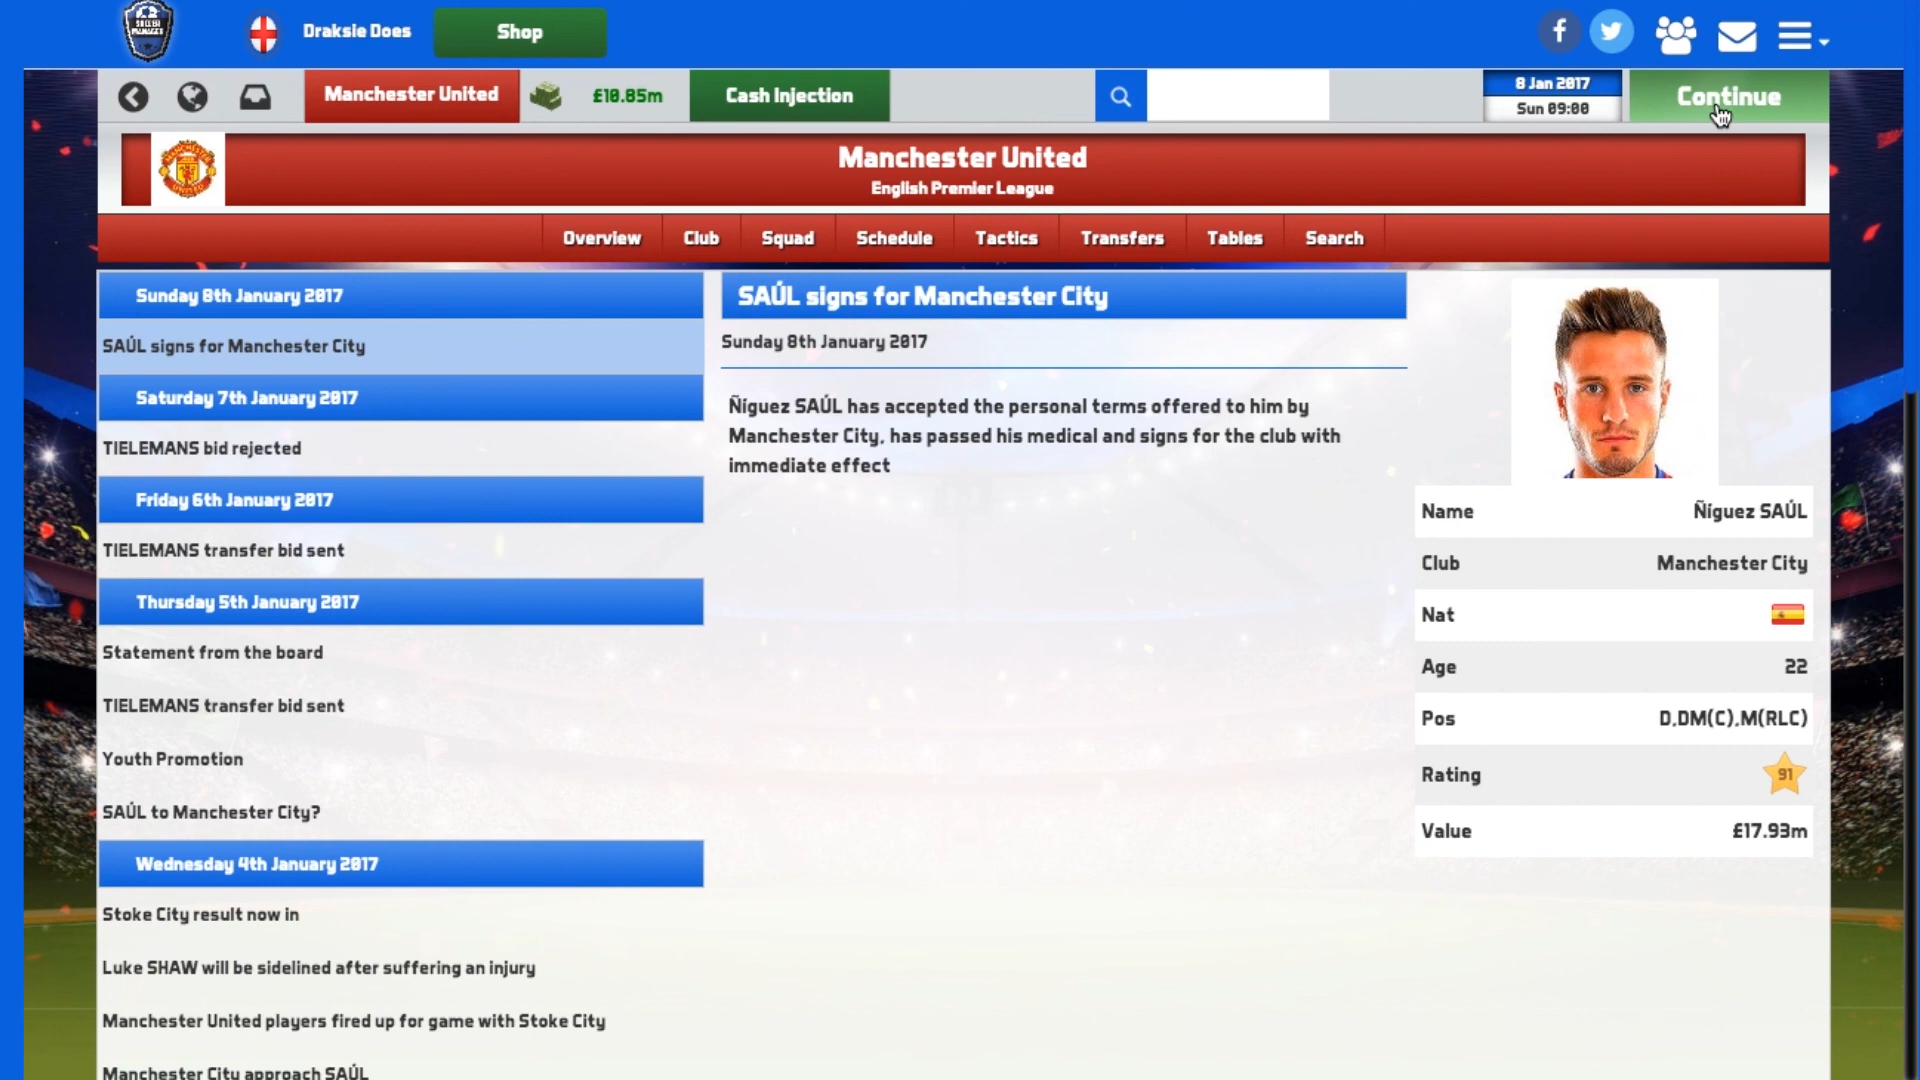 SOCCER
MANAGER
Draksie Does
Shop
Manchester United
£10.85m
Cash Injection
8 Jan 2017
Sun 09:00
Continue
MANCHESTER
UNITED
Manchester United
English Premier League
Overview
Club
Squad
Schedule
Tactics
Transfers
Tables
Search
Sunday 8th January 2017
SAÚL signs for Manchester City
Saturday 7th January 2017
TIELEMANS bid rejected
Friday 6th January 2017
TIELEMANS transfer bid sent
Thursday 5th January 2017
Statement from the board
TIELEMANS transfer bid sent
Youth Promotion
SAÚL to Manchester City?
Wednesday 4th January 2017
Stoke City result now in
Luke SHAW will be sidelined after suffering an injury
Manchester United players fired up for game with Stoke City
Manchester City approach SAÚL
SAÚL signs for Manchester City
Sunday 8th January 2017
Ñíguez SAÚL has accepted the personal terms offered to him by
Manchester City, has passed his medical and signs for the club with
immediate effect
Name Ñíguez SAÚL
Club Manchester City
Nat
Age 22
Pos D,DM(C),M(RLC)
Rating 91
Value £17.93m